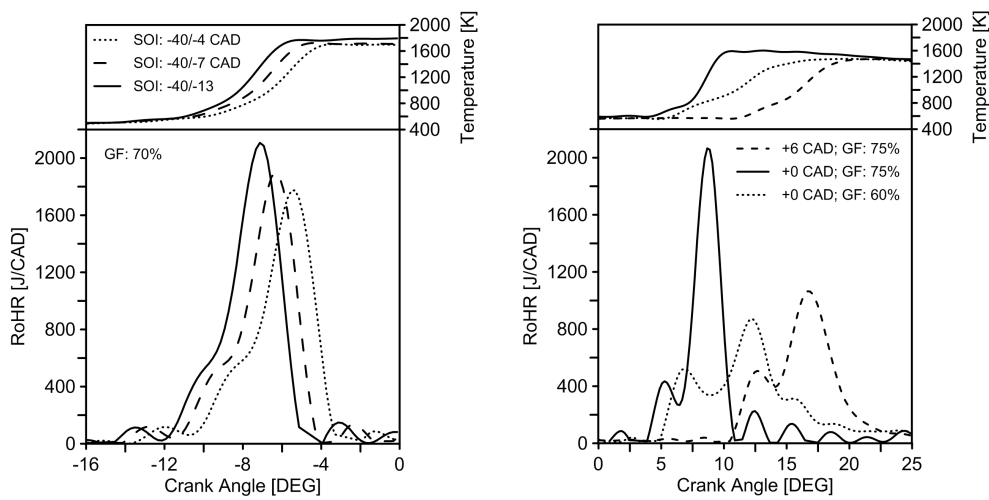 SOI: -40/-4 CAD
SOI: -40/-7 CAD
SOI: -40/-13
2000
1600
1200
800
400
Temperature [K]
GF: 70%
2000
1600
1200
800
400
0
RoHR [J/CAD]
-16 -12 -8 -4 0
Crank Angle [DEG]
2000
1600
1200
800
400
Temperature [K]
+6 CAD; GF: 75%
+0 CAD; GF: 75%
+0 CAD; GF: 60%
2000
1600
1200
800
400
0
RoHR [J/CAD]
0 5 10 15 20 25
Crank Angle [DEG]